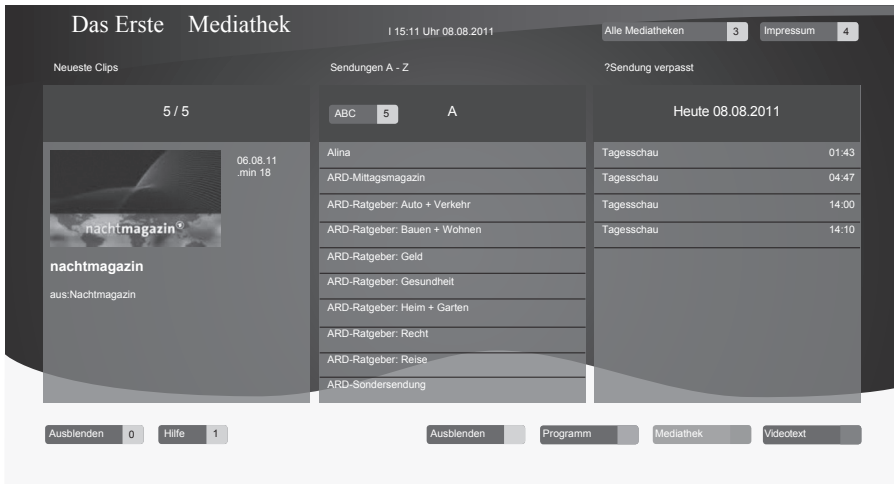 Das Erste Mediathek
I 15:11 Uhr 08.08.2011
Alle Mediatheken 3
Impressum 4
Neueste Clips
Sendungen A - Z
?Sendung verpasst
5 / 5
06.08.11
.min 18
nachtmagazin
nachtmagazin
aus:Nachtmagazin
ABC 5 A
Alina
ARD-Mittagsmagazin
ARD-Ratgeber: Auto + Verkehr
ARD-Ratgeber: Bauen + Wohnen
ARD-Ratgeber: Geld
ARD-Ratgeber: Gesundheit
ARD-Ratgeber: Heim + Garten
ARD-Ratgeber: Recht
ARD-Ratgeber: Reise
ARD-Sondersendung
Heute 08.08.2011
Tagesschau 01:43
Tagesschau 04:47
Tagesschau 14:00
Tagesschau 14:10
Ausblenden 0
Hilfe 1
Ausblenden
Programm
Mediathek
Videotext